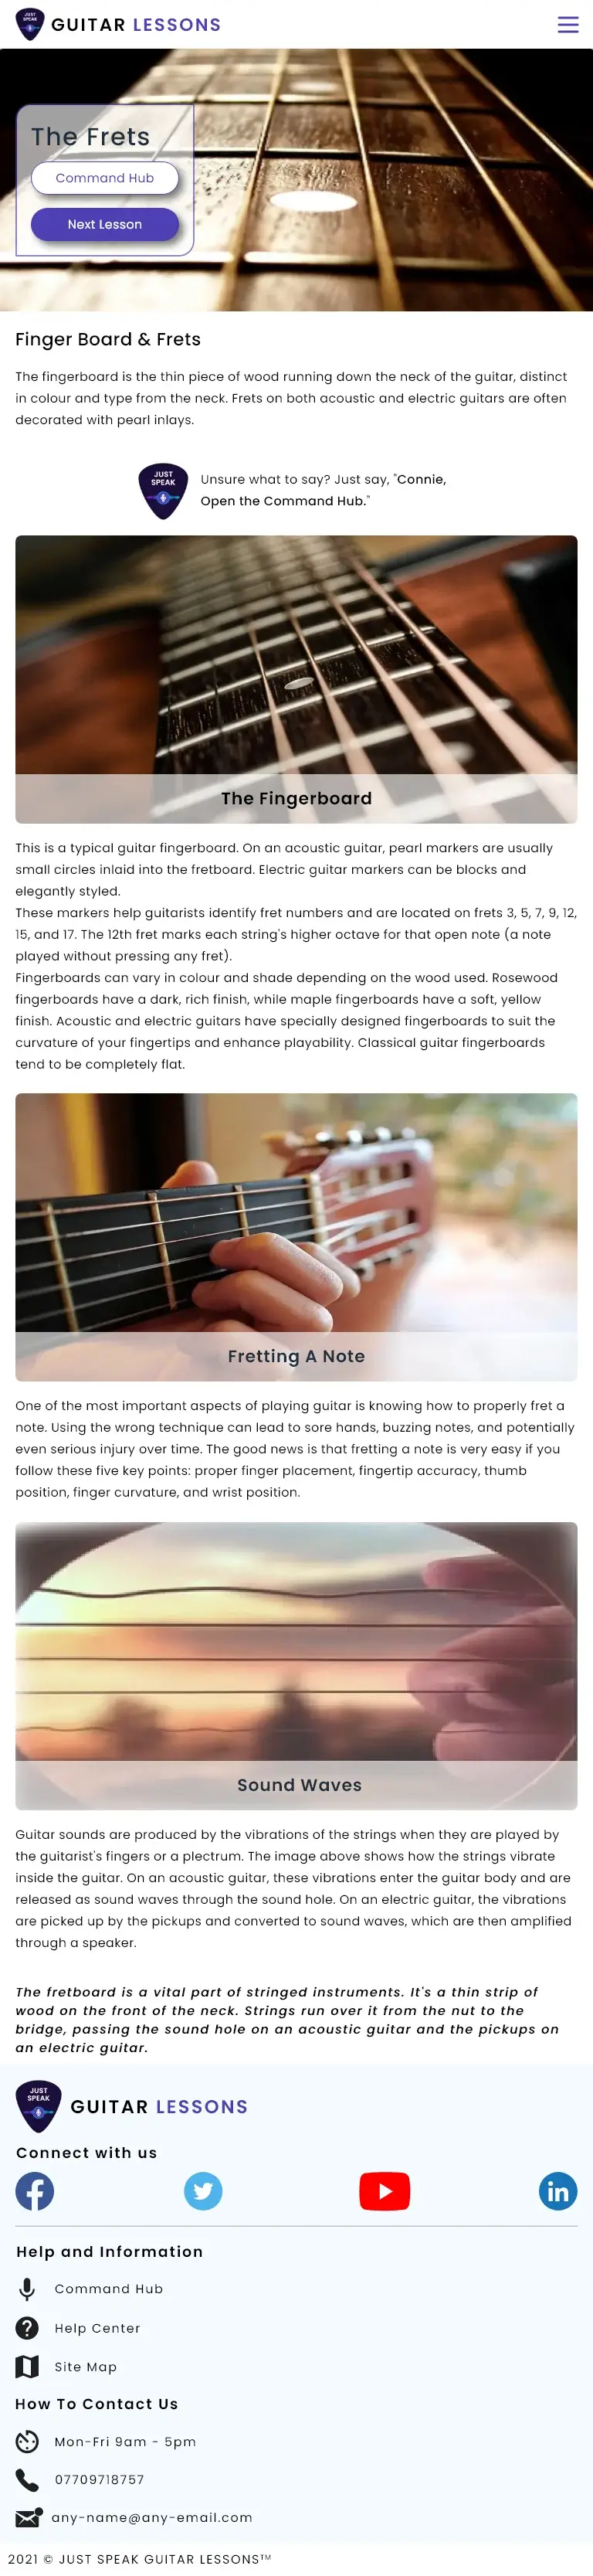 JUST
SPEAK
GUITAR LESSONS
The Frets
Command Hub
Next Lesson
Finger Board & Frets
The fingerboard is the thin piece of wood running down the neck of the guitar, distinct
in colour and type from the neck. Frets on both acoustic and electric guitars are often
decorated with pearl inlays.
JUST
SPEAK
Unsure what to say? Just say, "Connie,
Open the Command Hub."
The Fingerboard
This is a typical guitar fingerboard. On an acoustic guitar, pearl markers are usually
small circles inlaid into the fretboard. Electric guitar markers can be blocks and
elegantly styled.
These markers help guitarists identify fret numbers and are located on frets 3, 5, 7, 9, 12,
15, and 17. The 12th fret marks each string's higher octave for that open note (a note
played without pressing any fret).
Fingerboards can vary in colour and shade depending on the wood used. Rosewood
fingerboards have a dark, rich finish, while maple fingerboards have a soft, yellow
finish. Acoustic and electric guitars have specially designed fingerboards to suit the
curvature of your fingertips and enhance playability. Classical guitar fingerboards
tend to be completely flat.
Fretting A Note
One of the most important aspects of playing guitar is knowing how to properly fret a
note. Using the wrong technique can lead to sore hands, buzzing notes, and potentially
even serious injury over time. The good news is that fretting a note is very easy if you
follow these five key points: proper finger placement, fingertip accuracy, thumb
position, finger curvature, and wrist position.
Sound Waves
Guitar sounds are produced by the vibrations of the strings when they are played by
the guitarist's fingers or a plectrum. The image above shows how the strings vibrate
inside the guitar. On an acoustic guitar, these vibrations enter the guitar body and are
released as sound waves through the sound hole. On an electric guitar, the vibrations
are picked up by the pickups and converted to sound waves, which are then amplified
through a speaker.
The fretboard is a vital part of stringed instruments. It's a thin strip of
wood on the front of the neck. Strings run over it from the nut to the
bridge, passing the sound hole on an acoustic guitar and the pickups on
an electric guitar.
JUST
SPEAK
GUITAR LESSONS
Connect with us
Help and Information
Command Hub
Help Center
Site Map
How To Contact Us
Mon-Fri 9am - 5pm
07709718757
any-name@any-email.com
2021 © JUST SPEAK GUITAR LESSONS™